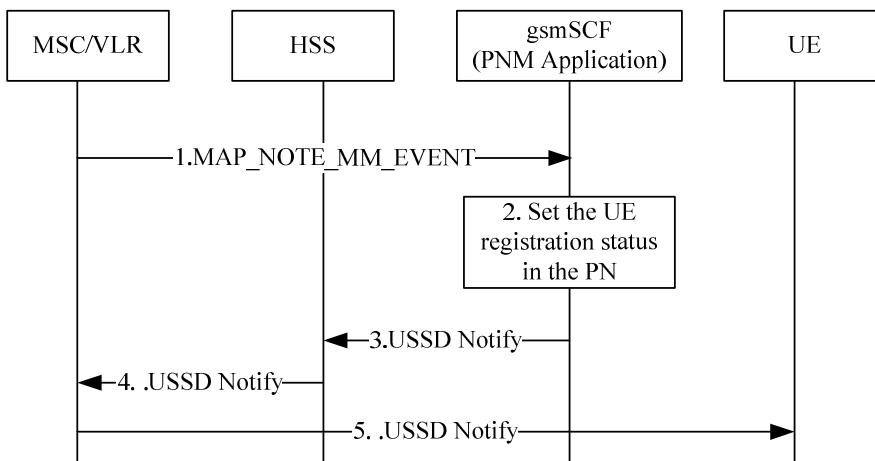 MSC/VLR
HSS
gsmSCF
(PNM Application)
UE
1.MAP_NOTE_MM_EVENT
2. Set the UE
registration status
in the PN
3.USSD Notify
4. .USSD Notify
5. .USSD Notify